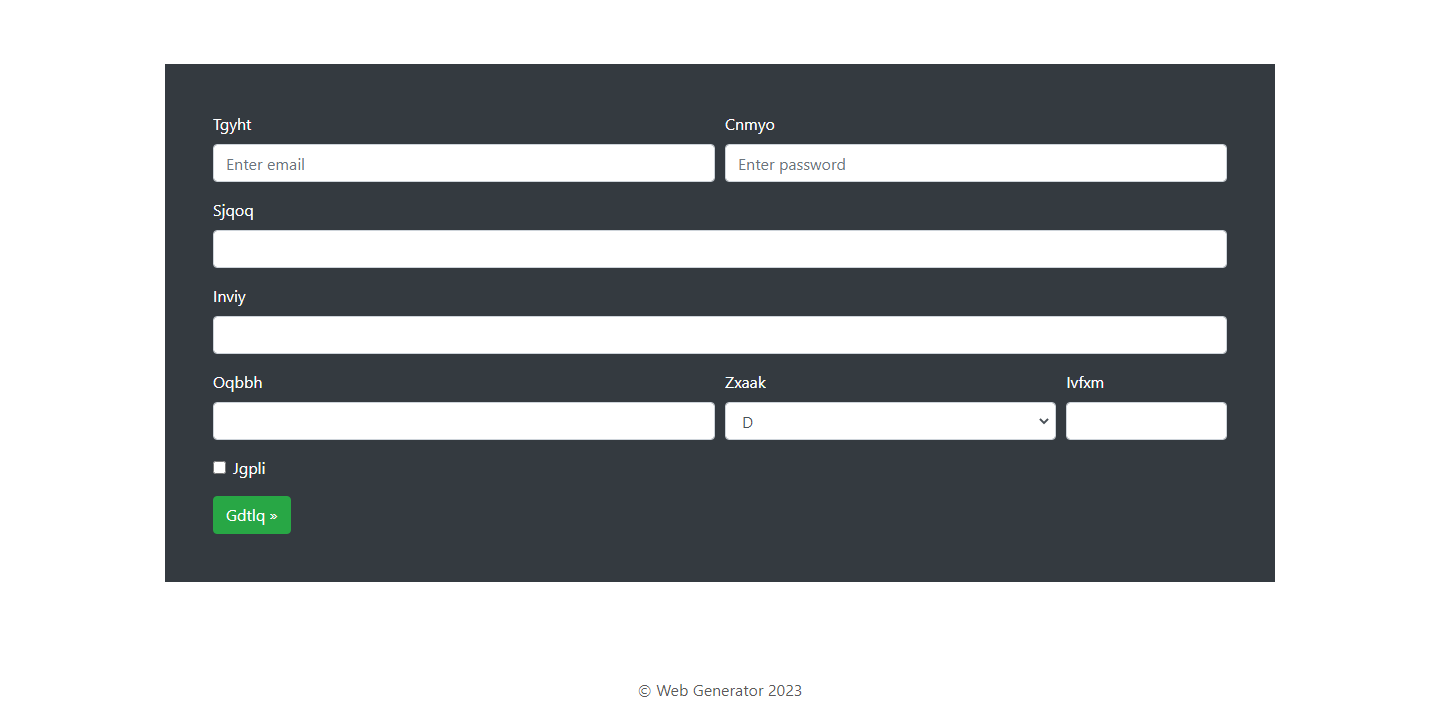 Tgyht Cnmyo
Enter email Enter password
Sjqoq
Inviy
Oqbbh Zxaak Ivfxm
D
Jgpli
Gdtlq »
© Web Generator 2023